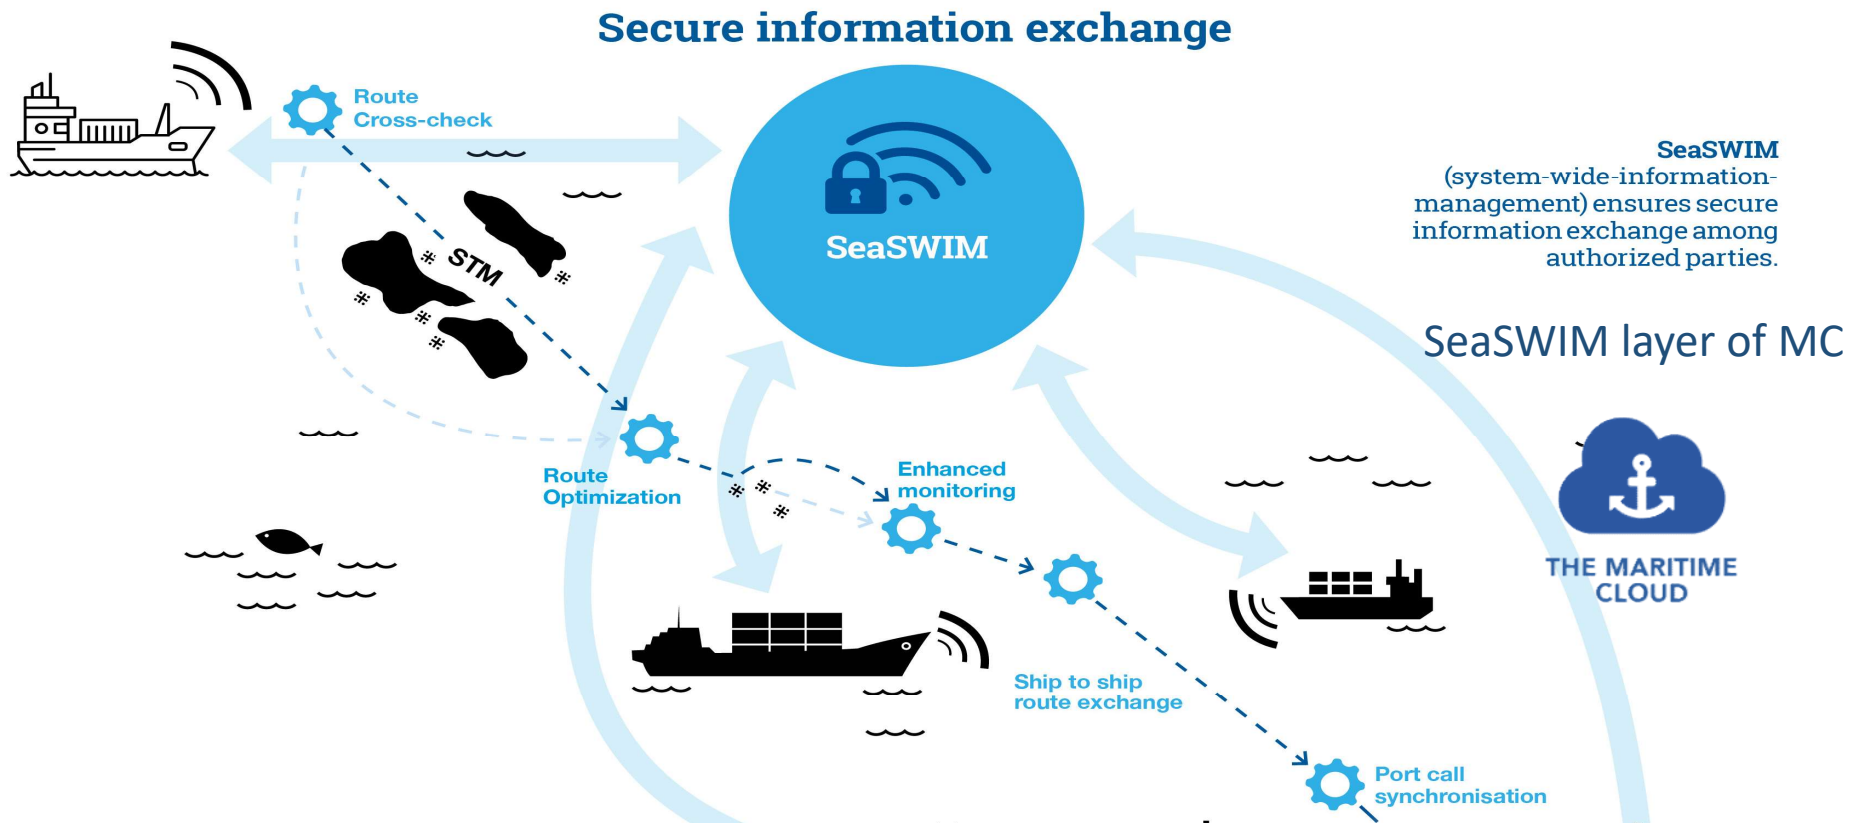 Secure information exchange
Route
Cross-check
SeaSWIM
SeaSWIM
(system-wide-information-
management) ensures secure
information exchange among
authorized parties.
STM
SeaSWIM layer of MC
Route
Optimization
Enhanced
monitoring
THE MARITIME
CLOUD
Ship to ship
route exchange
Port call
synchronisation